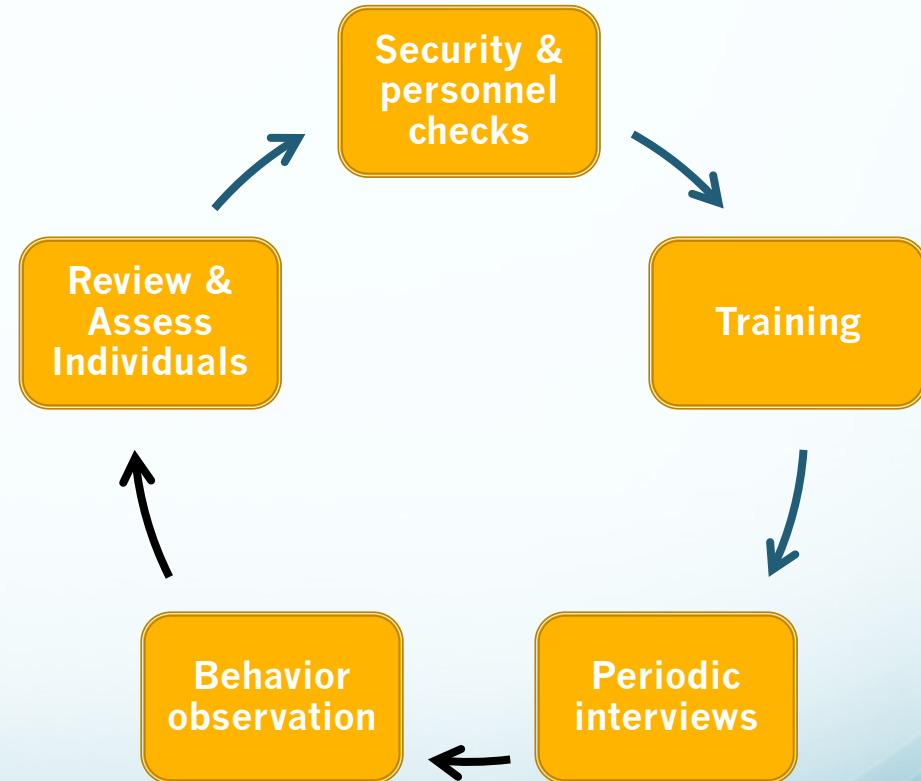 Security &
personnel
checks
Training
Periodic
interviews
Behavior
observation
Review &
Assess
Individuals